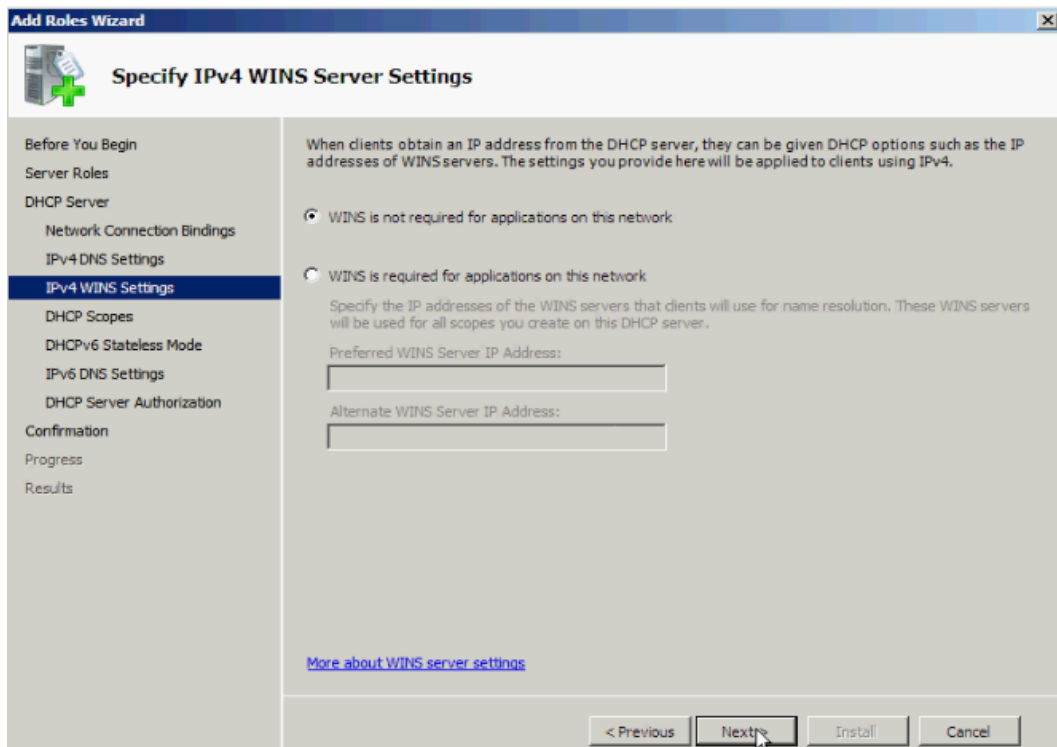 Add Roles Wizard
Specify IPv4 WINS Server Settings
Before You Begin
Server Roles
DHCP Server
Network Connection Bindings
IPv4 DNS Settings
IPv4 WINS Settings
DHCP Scopes
DHCPv6 Stateless Mode
IPv6 DNS Settings
DHCP Server Authorization
Confirmation
Progress
Results
When clients obtain an IP address from the DHCP server, they can be given DHCP options such as the IP
addresses of WINS servers. The settings you provide here will be applied to clients using IPv4.
WINS is not required for applications on this network
WINS is required for applications on this network
Specify the IP addresses of the WINS servers that clients will use for name resolution. These WINS servers
will be used for all scopes you create on this DHCP server.
Preferred WINS Server IP Address:
Alternate WINS Server IP Address:
More about WINS server settings
< Previous
Next >
Install
Cancel